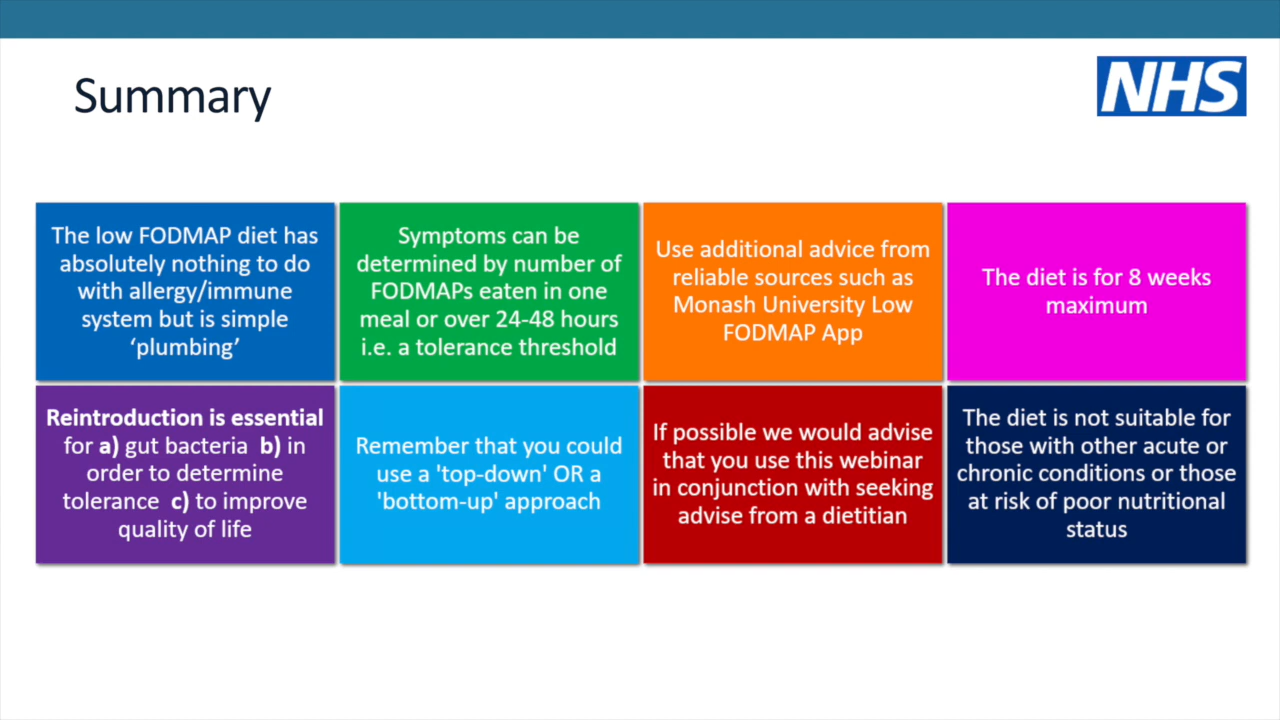 Summary
NHS
The low FODMAP diet has
absolutely nothing to do
with allergy/immune
system but is simple
‘plumbing’
Symptoms can be
determined by number of
FODMAPs eaten in one
meal or over 24-48 hours
i.e. a tolerance threshold
Use additional advice from
reliable sources such as
Monash University Low
FODMAP App
The diet is for 8 weeks
maximum
Reintroduction is essential
for a) gut bacteria b) in
order to determine
tolerance c) to improve
quality of life
Remember that you could
use a 'top-down' OR a
'bottom-up' approach
If possible we would advise
that you use this webinar
in conjunction with seeking
advise from a dietitian
The diet is not suitable for
those with other acute or
chronic conditions or those
at risk of poor nutritional
status